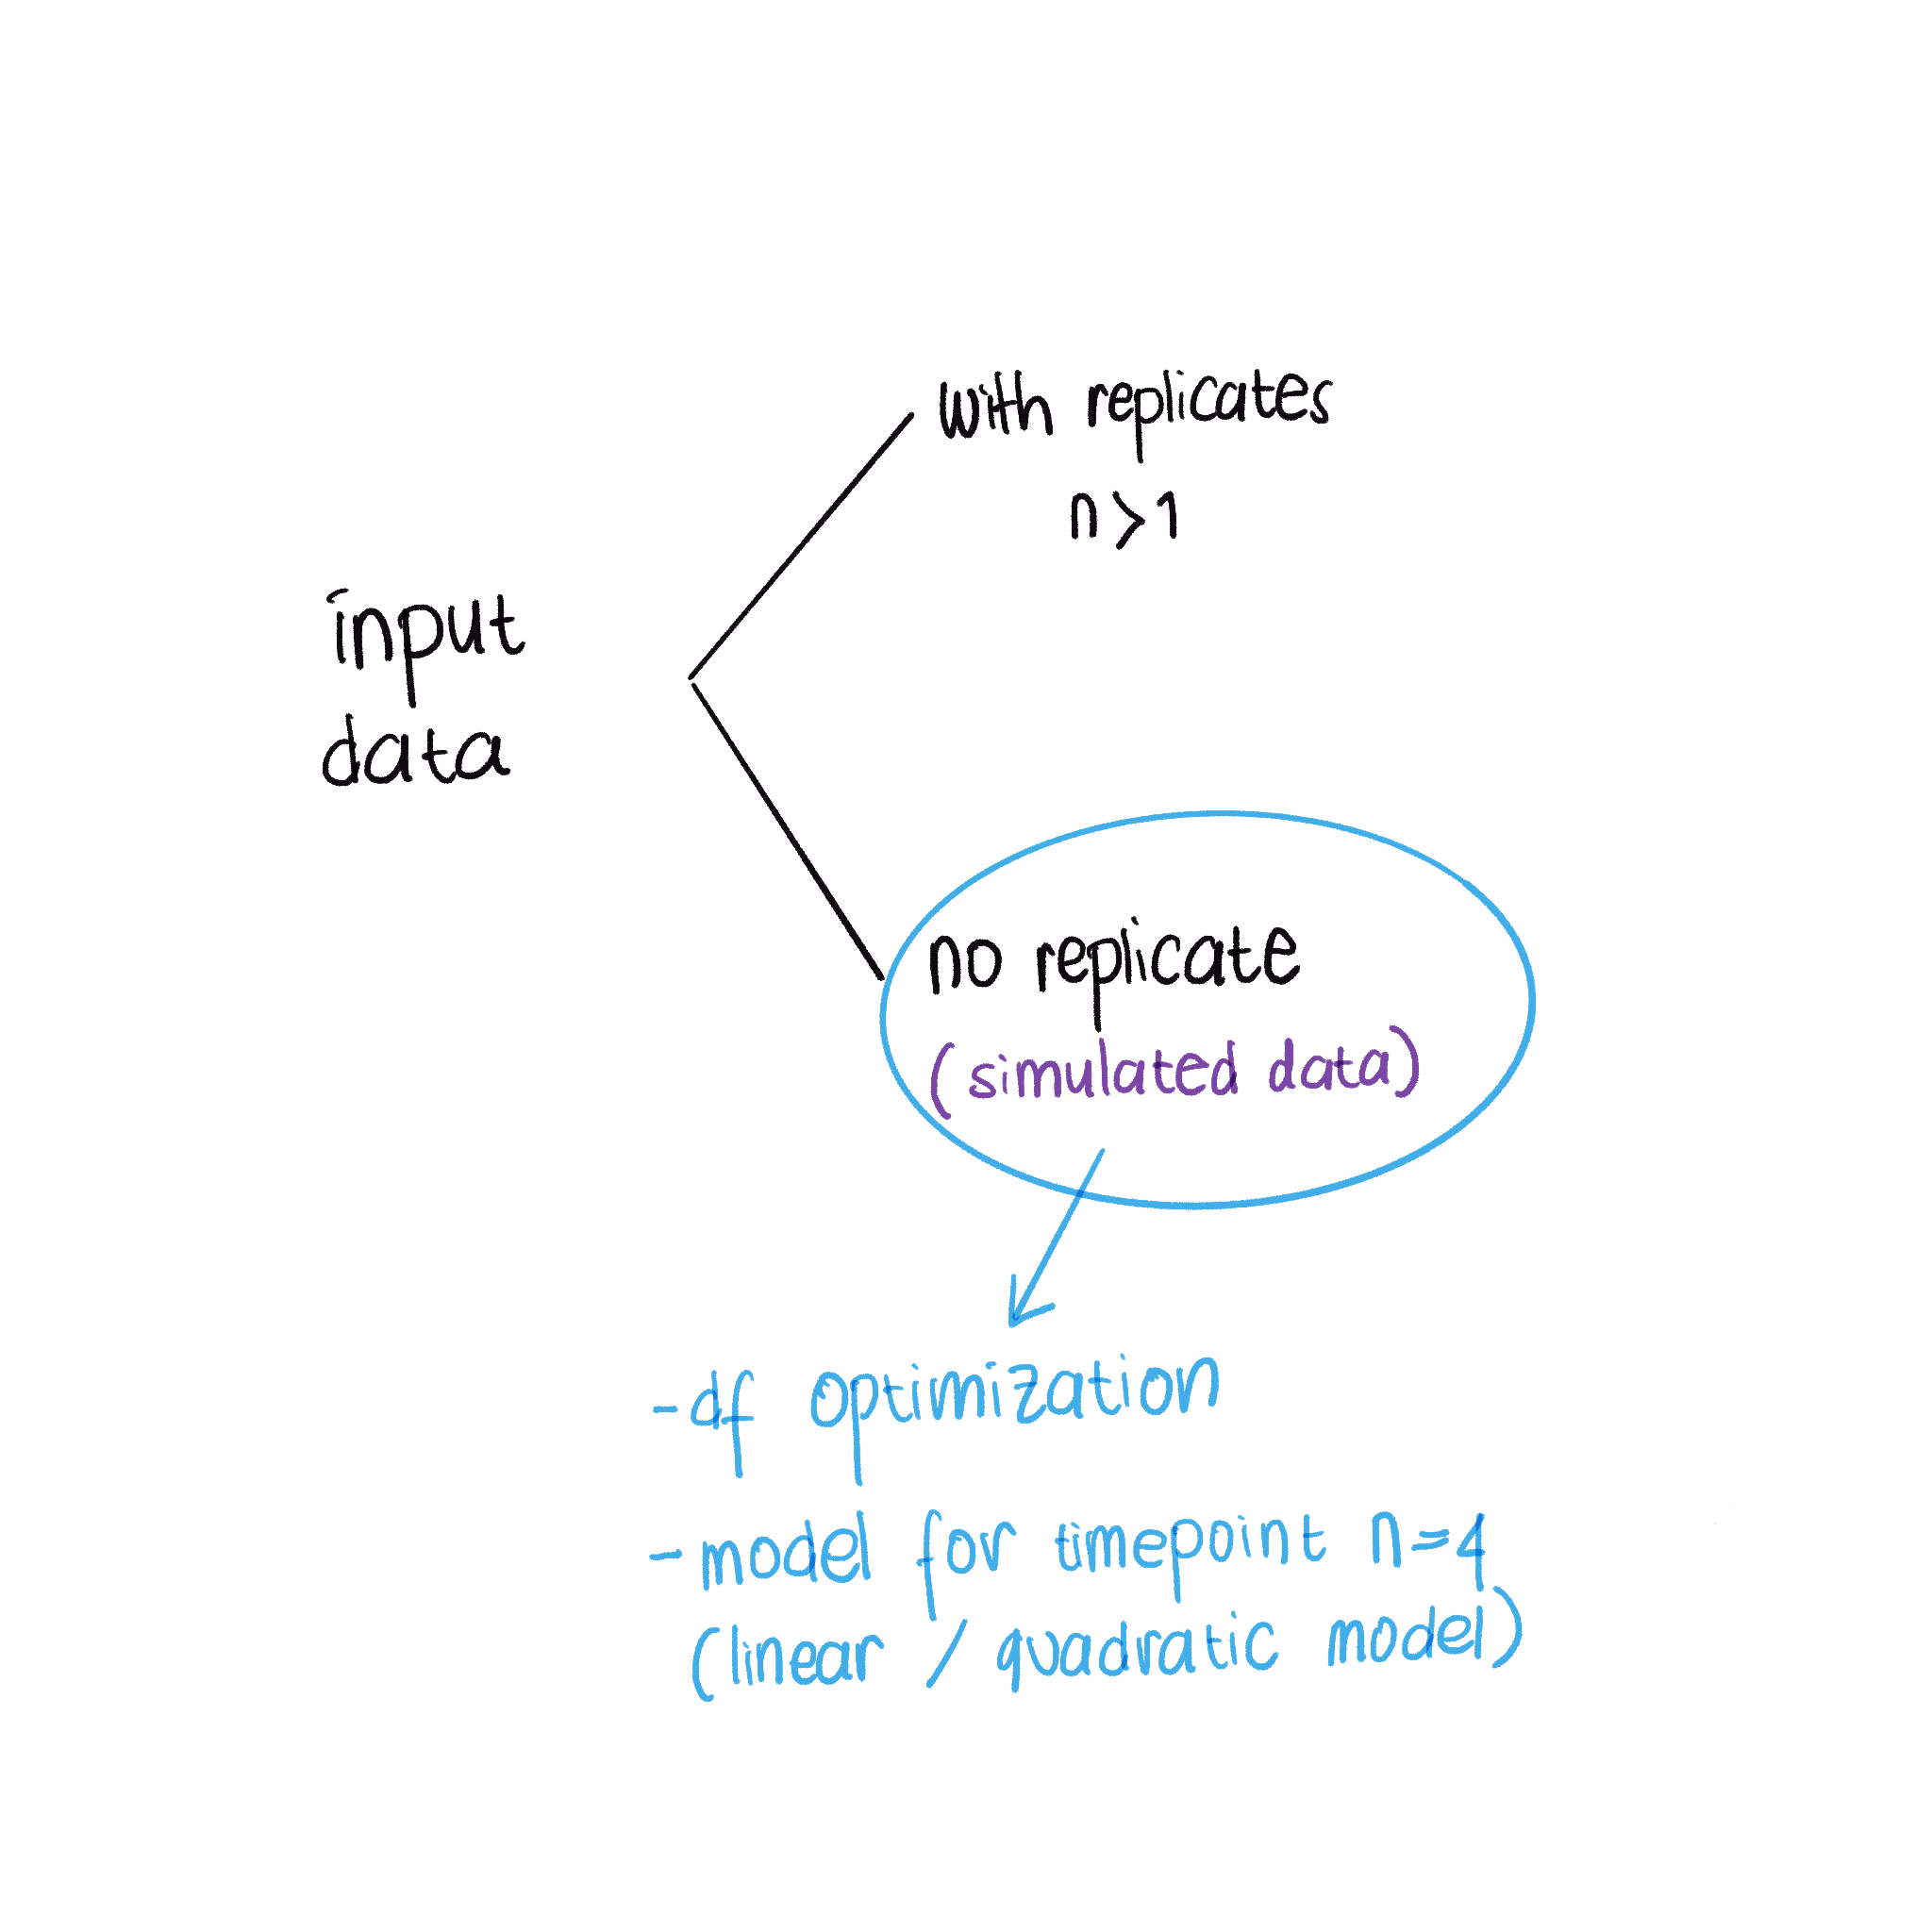 with replicates
n>1
input
data
no replicate
(simulated data)
-df optimization
-model for timepoint n=4
(linear / quadratic model)